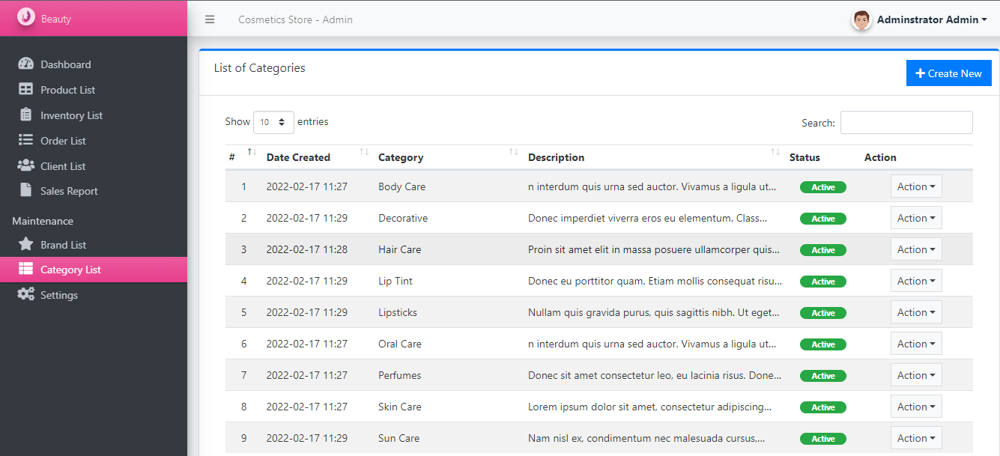 Beauty
Cosmetics Store - Admin
Adminstrator Admin
Dashboard
Product List
Inventory List
Order List
Client List
Sales Report
Maintenance
Brand List
Category List
Settings
List of Categories
Create New
Show 10 entries
Search:
# Date Created Category Description Status Action
1 2022-02-17 11:27 Body Care n interdum quis urna sed auctor. Vivamus a ligula ut... Active Action
2 2022-02-17 11:29 Decorative Donec imperdiet viverra eros eu elementum. Class... Active Action
3 2022-02-17 11:28 Hair Care Proin sit amet elit in massa posuere ullamcorper quis... Active Action
4 2022-02-17 11:29 Lip Tint Donec eu porttitor quam. Etiam mollis consequat risu... Active Action
5 2022-02-17 11:29 Lipsticks Nullam quis gravida purus, quis sagittis nibh. Ut eget... Active Action
6 2022-02-17 11:27 Oral Care n interdum quis urna sed auctor. Vivamus a ligula ut... Active Action
7 2022-02-17 11:27 Perfumes Donec sit amet consectetur leo, eu lacinia risus. Done... Active Action
8 2022-02-17 11:27 Skin Care Lorem ipsum dolor sit amet, consectetur adipiscing... Active Action
9 2022-02-17 11:29 Sun Care Nam nisl ex, condimentum nec malesuada cursus,... Active Action